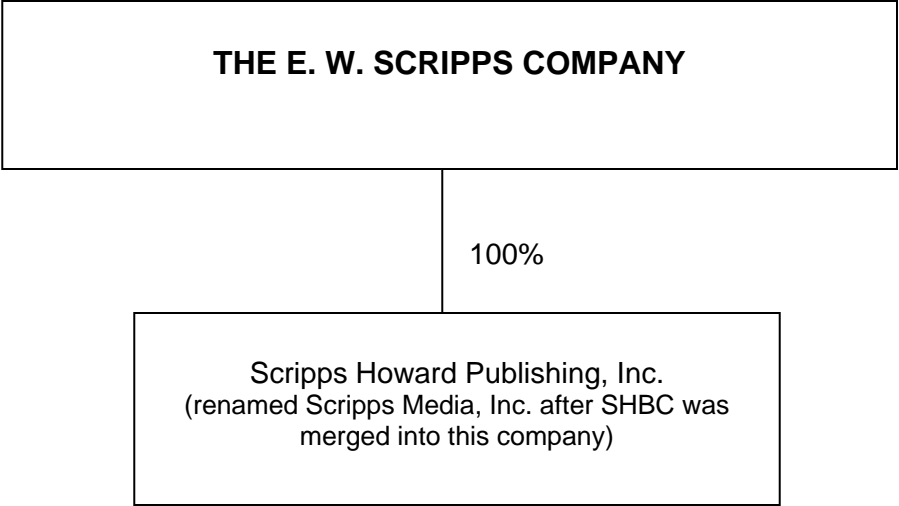 THE E. W. SCRIPPS COMPANY
100%
Scripps Howard Publishing, Inc.
(renamed Scripps Media, Inc. after SHBC was
merged into this company)